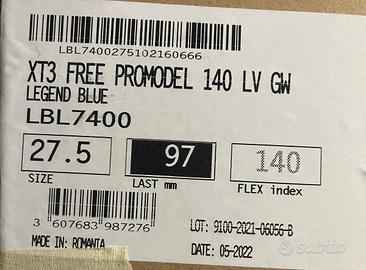 LBL7400275102160666
XT3 FREE PROMODEL 140 LV GW
LEGEND BLUE
LBL7400
27.5 97 140
SIZE LAST mm FLEX index
3 607683 987276
LOT: 9100-2021-06056-B
MADE IN: ROMANIA
DATE: 05-2022
subito